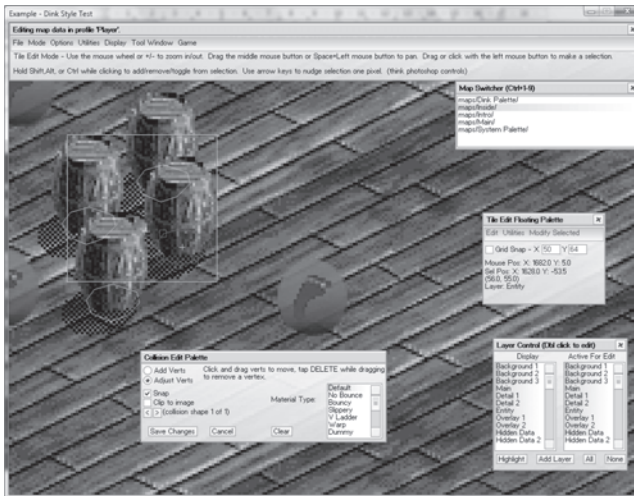 Example - Dink Style Test
Editing map data in profile 'Player'.
File Mode Options Utilities Display Tool Window Game
Tile Edit Mode - Use the mouse wheel or +/- to zoom in/out. Drag the middle mouse button or Space+Left mouse button to pan. Drag or click with the left mouse button to make a selection.
Hold Shift,Alt, or Ctrl while clicking to add/remove/toggle from selection. Use arrow keys to nudge selection one pixel. (think photoshop controls)
Map Switcher (Ctrl+1-9)
maps/Dink Palette/
maps/Inside/
maps/Intro/
maps/Main/
maps/System Palette/
Tile Edit Floating Palette
Edit Utilities Modify Selected
Grid Snap - X 50 Y 64
Mouse Pos: X: 1682.0 Y: 5.0
Sel Pos: X: 1628.0 Y: -53.5
(56.0, 55.0)
Layer: Entity
Collision Edit Palette
Add Verts
Adjust Verts
Click and drag verts to move, tap DELETE while dragging
to remove a vertex.
Snap
Clip to image
< > (collision shape 1 of 1)
Material Type:
Default
No Bounce
Bouncy
Slippery
V Ladder
Warp
Dummy
Save Changes Cancel Clear
Layer Control (Dbl click to edit)
Display Active For Edit
Background 1 Background 1
Background 2 Background 2
Background 3 Background 3
Main Main
Detail 1 Detail 1
Detail 2 Detail 2
Entity Entity
Overlay 1 Overlay 1
Overlay 2 Overlay 2
Hidden Data Hidden Data
Hidden Data 2 Hidden Data 2
Highlight Add Layer All None